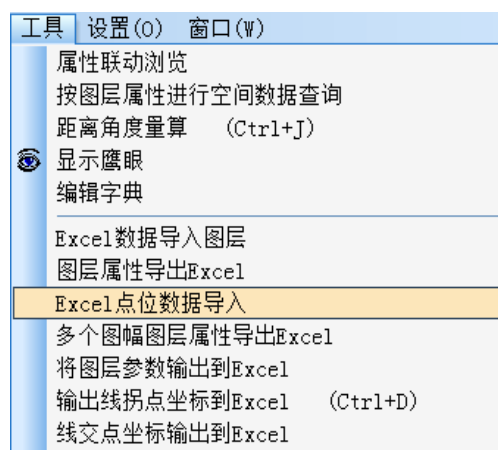 工具 设置(O) 窗口(W)
属性联动浏览
按图层属性进行空间数据查询
距离角度量算 (Ctrl+J)
显示鹰眼
编辑字典
Excel数据导入图层
图层属性导出Excel
Excel点位数据导入
多个图幅图层属性导出Excel
将图层参数输出到Excel
输出线拐点坐标到Excel (Ctrl+D)
线交点坐标输出到Excel